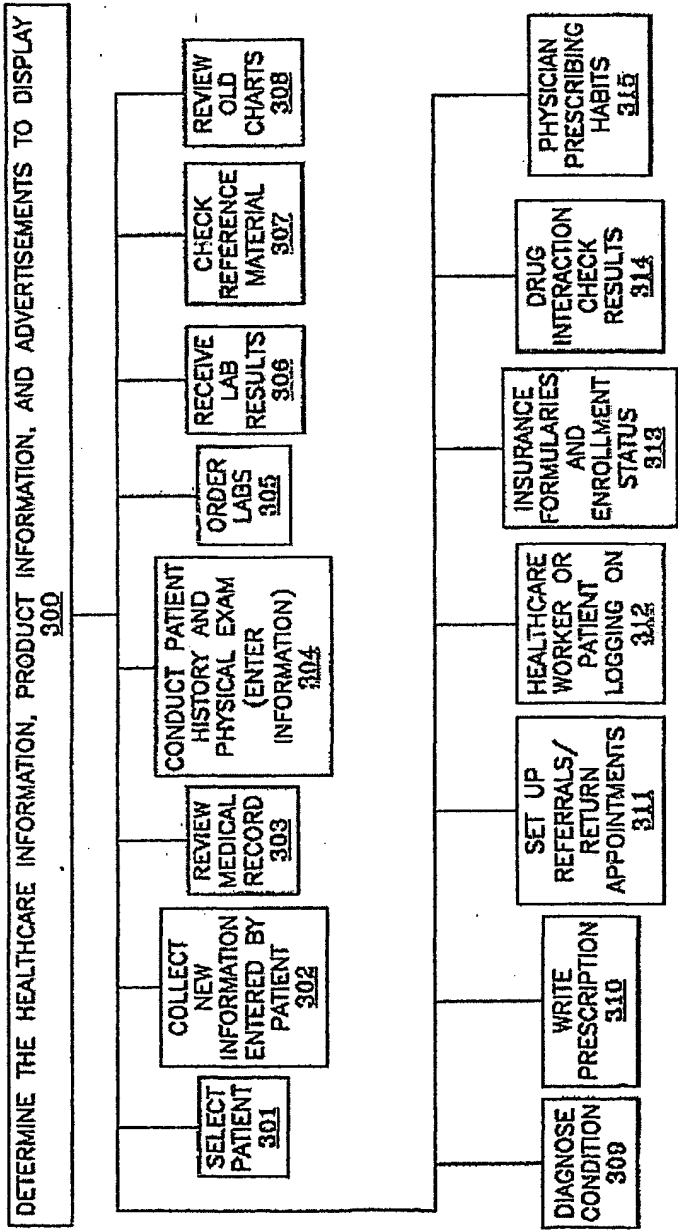 DETERMINE THE HEALTHCARE INFORMATION, PRODUCT INFORMATION, AND ADVERTISEMENTS TO DISPLAY
300
SELECT
PATIENT
301
COLLECT
NEW
INFORMATION
ENTERED BY
PATIENT
302
REVIEW
MEDICAL
RECORD
303
CONDUCT PATIENT
HISTORY AND
PHYSICAL EXAM
(ENTER
INFORMATION)
304
ORDER
LABS
305
RECEIVE
LAB
RESULTS
306
CHECK
REFERENCE
MATERIAL
307
REVIEW
OLD
CHARTS
308
DIAGNOSE
CONDITION
309
WRITE
PRESCRIPTION
310
SET UP
REFERRALS/
RETURN
APPOINTMENTS
311
HEALTHCARE
WORKER OR
PATIENT
LOGGING ON
312
INSURANCE
FORMULARIES
AND
ENROLLMENT
STATUS
313
DRUG
INTERACTION
CHECK
RESULTS
314
PHYSICIAN
PRESCRIBING
HABITS
315